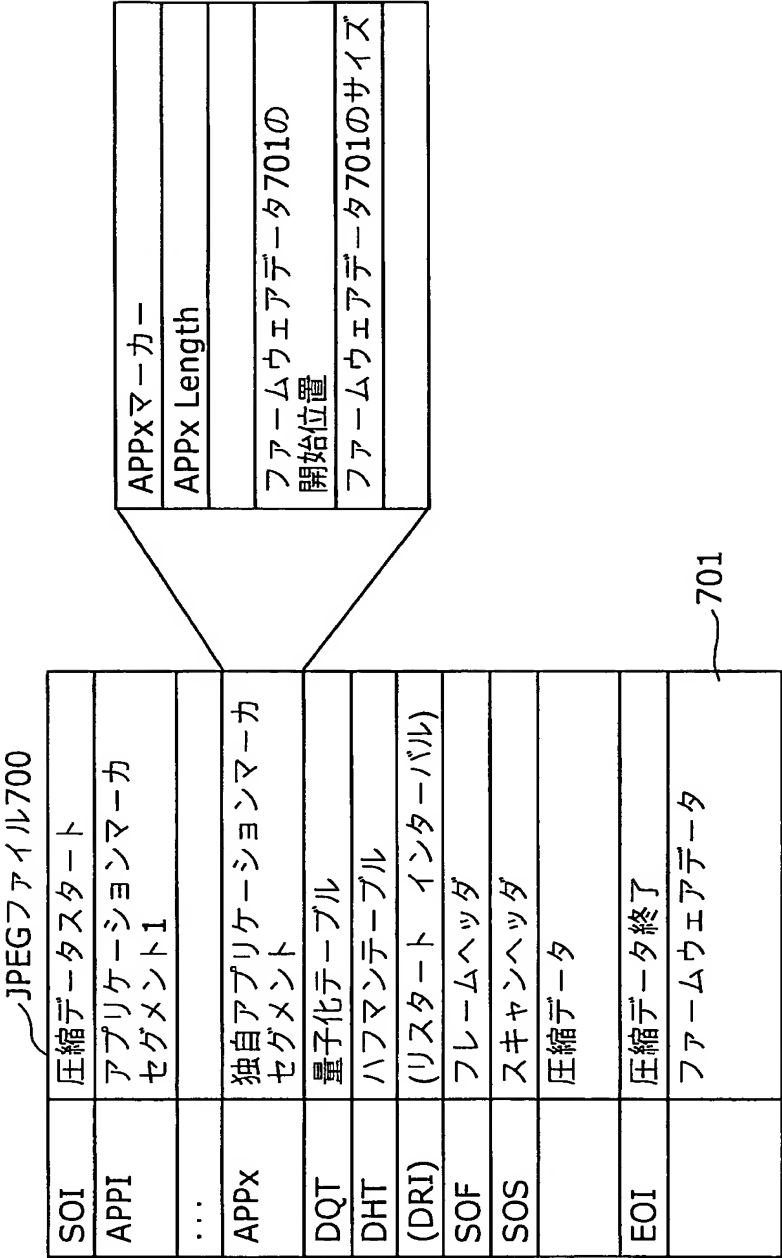 JPEGファイル700
SOI 圧縮データスタート
APPI アプリケーションマーカ
セグメント1
...
APPx 独自アプリケーションマーカ
セグメント
DQT 量子化テーブル
DHT ハフマンテーブル
(DRI) (リスタート インターバル)
SOF フレームヘッダ
SOS スキャンヘッダ
圧縮データ
EOI 圧縮データ終了
ファームウェアデータ
701
APPxマーカー
APPx Length
ファームウェアデータ701の
開始位置
ファームウェアデータ701のサイズ